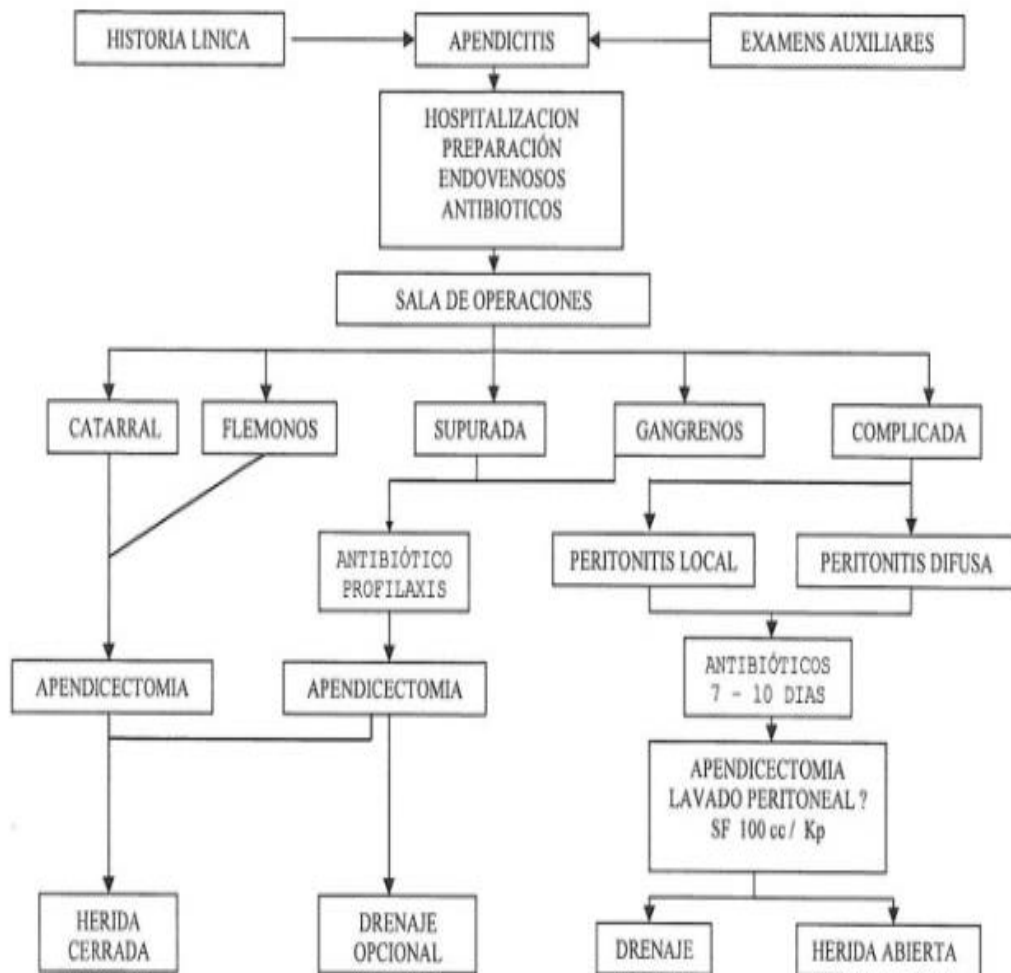 HISTORIA LINICA
APENDICITIS
EXAMENS AUXILIARES
HOSPITALIZACION
PREPARACIÓN
ENDOVENOSOS
ANTIBIOTICOS
SALA DE OPERACIONES
CATARRAL
FLEMONOS
SUPURADA
GANGRENOS
COMPLICADA
ANTIBIÓTICO
PROFILAXIS
PERITONITIS LOCAL
PERITONITIS DIFUSA
APENDICECTOMIA
APENDICECTOMIA
ANTIBIÓTICOS
7 - 10 DIAS
APENDICECTOMIA
LAVADO PERITONEAL ?
SF 100 cc / Kp
HERIDA
CERRADA
DRENAJE
OPCIONAL
DRENAJE
HERIDA ABIERTA